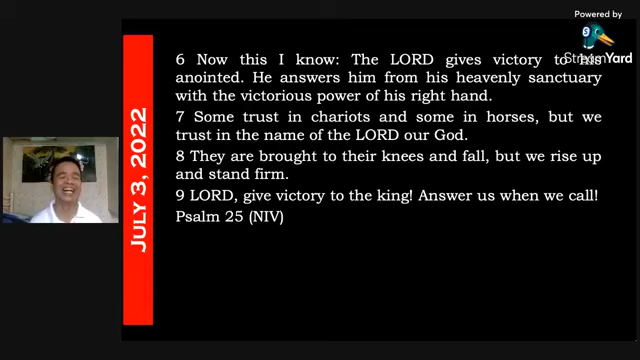 Powered by
StreamYard
6 Now this I know: The LORD gives victory to his
anointed. He answers him from his heavenly sanctuary
with the victorious power of his right hand.
7 Some trust in chariots and some in horses, but we
trust in the name of the LORD our God.
8 They are brought to their knees and fall, but we rise up
and stand firm.
9 LORD, give victory to the king! Answer us when we call!
Psalm 25 (NIV)
JULY 3, 2022